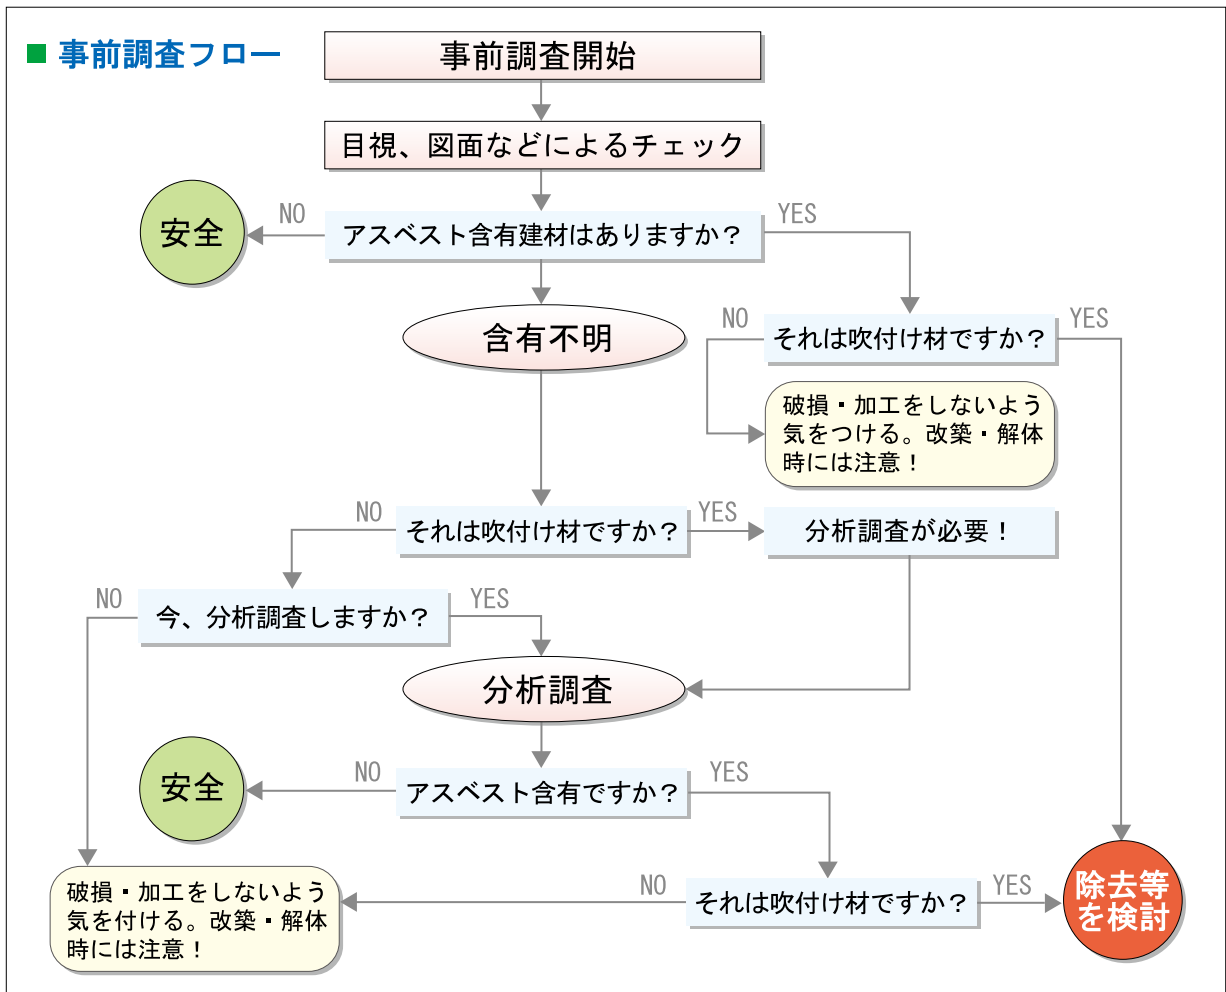 ■ 事前調査フロー
事前調査開始
目視、図面などによるチェック
アスベスト含有建材はありますか？
NO
安全
YES
それは吹付け材ですか？
NO
YES
破損・加工をしないよう
気をつける。改築・解体
時には注意！
含有不明
それは吹付け材ですか？
NO
YES
分析調査が必要！
今、分析調査しますか？
NO
YES
分析調査
アスベスト含有ですか？
NO
安全
YES
それは吹付け材ですか？
NO
YES
破損・加工をしないよう
気を付ける。改築・解体
時には注意！
除去等
を検討